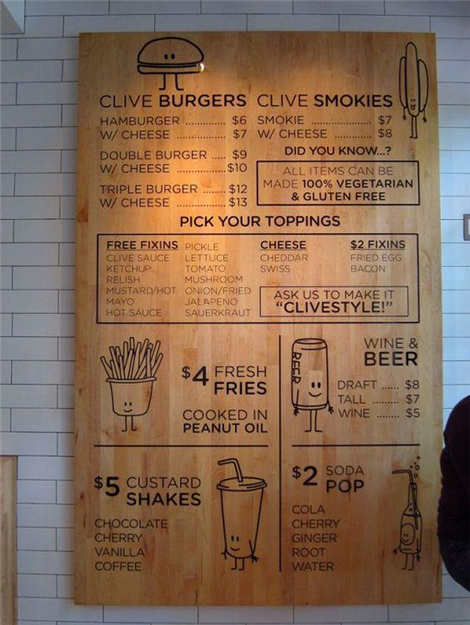 CLIVE BURGERS
HAMBURGER ............. $6
W/ CHEESE ............... $7
DOUBLE BURGER ..... $9
W/ CHEESE ............... $10
TRIPLE BURGER ........ $12
W/ CHEESE ............... $13
CLIVE SMOKIES
SMOKIE .................... $7
W/ CHEESE ............... $8
DID YOU KNOW...?
ALL ITEMS CAN BE
MADE 100% VEGETARIAN
& GLUTEN FREE
PICK YOUR TOPPINGS
FREE FIXINS
CLIVE SAUCE
KETCHUP
RELISH
MUSTARD/HOT
MAYO
HOT SAUCE
PICKLE
LETTUCE
TOMATO
MUSHROOM
ONION/FRIED
JALAPENO
SAUERKRAUT
CHEESE
CHEDDAR
SWISS
$2 FIXINS
FRIED EGG
BACON
ASK US TO MAKE IT
"CLIVESTYLE!"
$4 FRESH
FRIES
COOKED IN
PEANUT OIL
BEER
WINE &
BEER
DRAFT ...... $8
TALL ......... $7
WINE ........ $5
$5 CUSTARD
SHAKES
CHOCOLATE
CHERRY
VANILLA
COFFEE
$2 SODA
POP
COLA
CHERRY
GINGER
ROOT
WATER